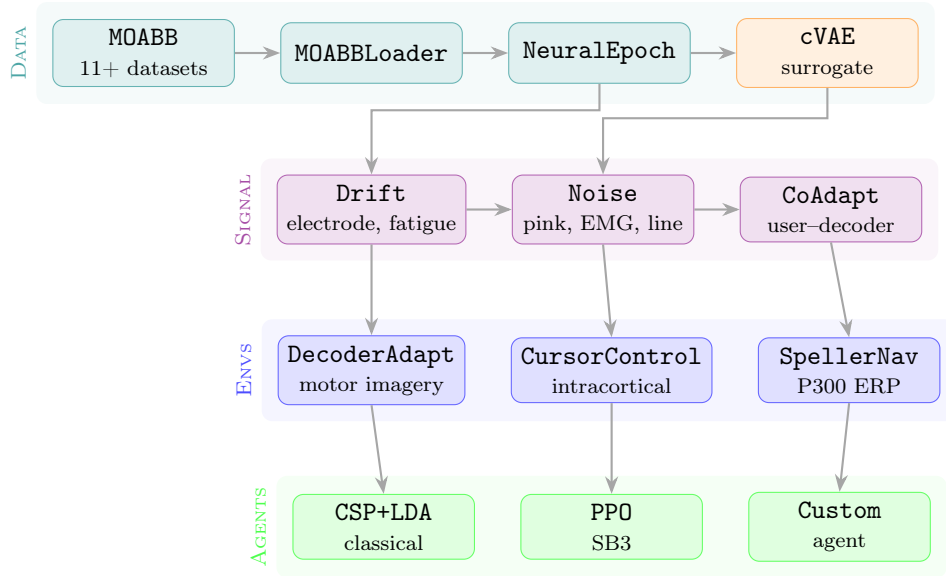 DATA
MOABB
11+ datasets
MOABBLoader
NeuralEpoch
cVAE
surrogate
SIGNAL
Drift
electrode, fatigue
Noise
pink, EMG, line
CoAdapt
user–decoder
ENVS
DecoderAdapt
motor imagery
CursorControl
intracortical
SpellerNav
P300 ERP
AGENTS
CSP+LDA
classical
PPO
SB3
Custom
agent